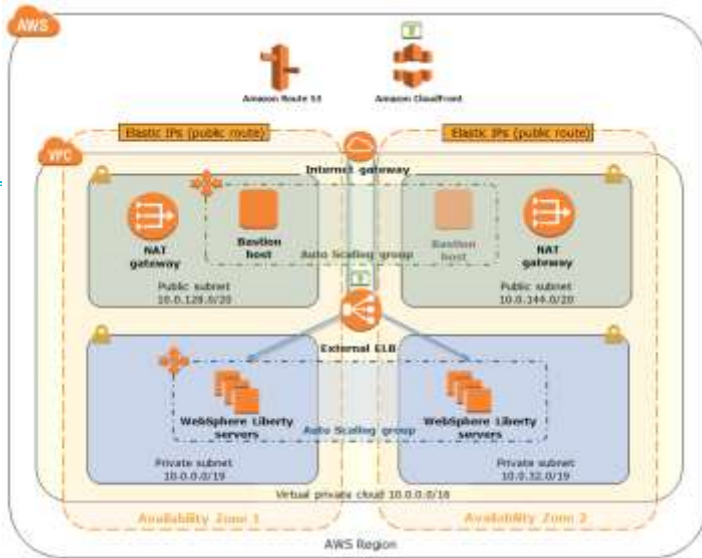 AWS
Amazon Route 53
Amazon CloudFront
Elastic IPs (public route)
Elastic IPs (public route)
VPC
Internet gateway
NAT
gateway
Bastion
host
Bastion
host
NAT
gateway
Auto Scaling group
Public subnet
10.0.128.0/20
Public subnet
10.0.144.0/20
External ELB
WebSphere Liberty
servers
WebSphere Liberty
servers
Auto Scaling group
Private subnet
10.0.0.0/19
Private subnet
10.0.32.0/19
Virtual private cloud 10.0.0.0/16
Availability Zone 1
Availability Zone 2
AWS Region